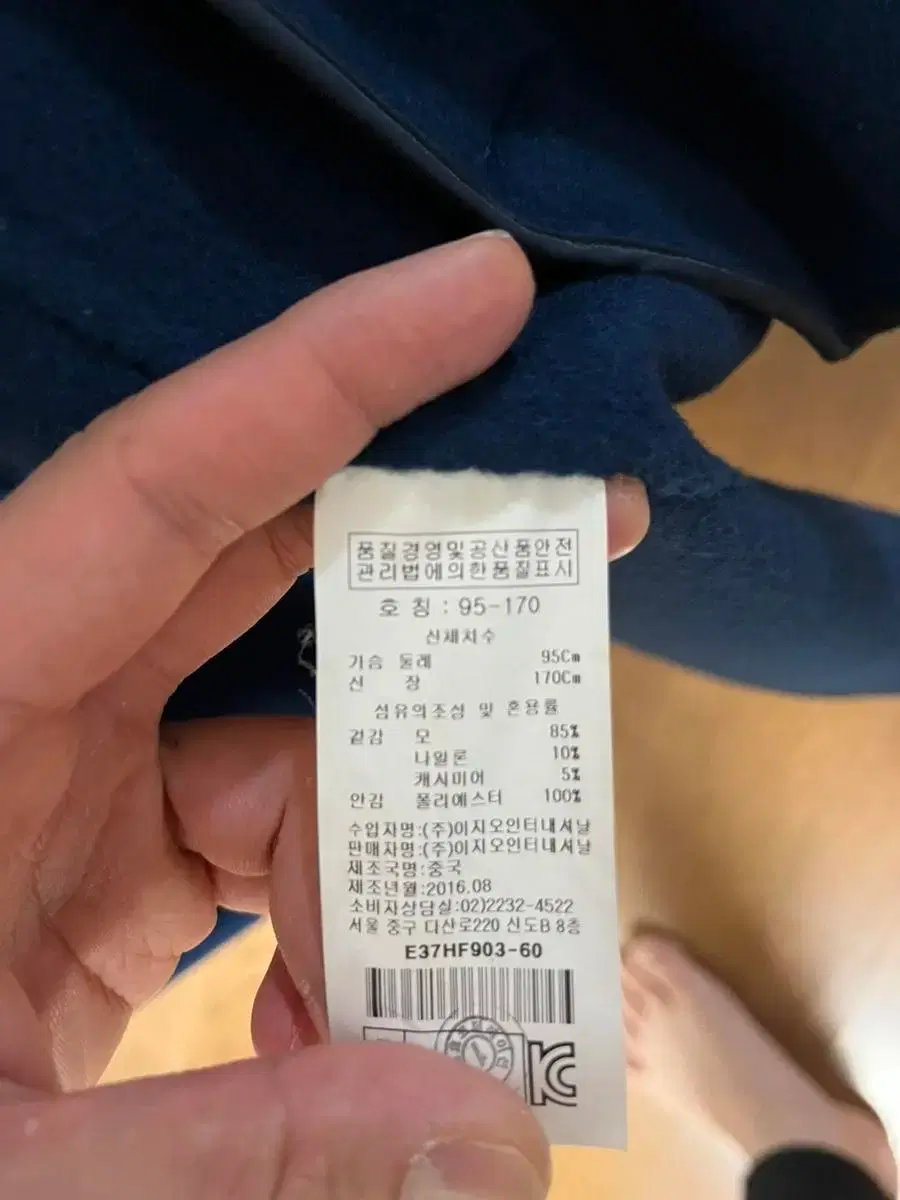 품질경영및공산품안전
관리법에의한품질표시
호 칭 : 95-170
신체치수
가슴 둘레 95Cm
신 장 170Cm
섬유의조성 및 혼용률
겉감 모 85%
나일론 10%
캐시미어 5%
안감 폴리에스터 100%
수입자명:(주)이지오인터내셔날
판매자명:(주)이지오인터내셔날
제조국명:중국
제조년월:2016.08
소비자상담실:02)2232-4522
서울 중구 다산로220 신도B 8층
E37HF903-60